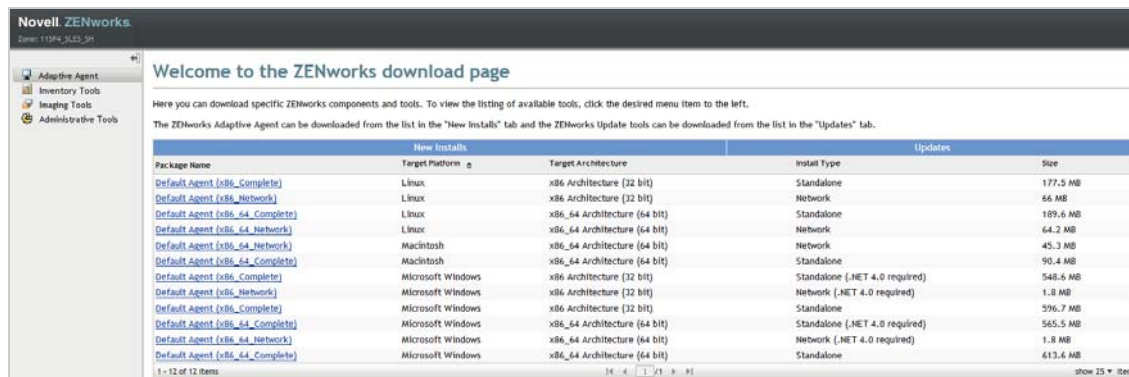 Novell. ZENworks.
Zone: 11SP4_SLES_SH
Adaptive Agent
Inventory Tools
Imaging Tools
Administrative Tools
Welcome to the ZENworks download page
Here you can download specific ZENworks components and tools. To view the listing of available tools, click the desired menu item to the left.
The ZENworks Adaptive Agent can be downloaded from the list in the "New Installs" tab and the ZENworks Update tools can be downloaded from the list in the "Updates" tab.
New Installs Updates
Package Name Target Platform Target Architecture Install Type Size
Default Agent (x86_Complete) Linux x86 Architecture (32 bit) Standalone 177.5 MB
Default Agent (x86_Network) Linux x86 Architecture (32 bit) Network 66 MB
Default Agent (x86_64_Complete) Linux x86_64 Architecture (64 bit) Standalone 189.6 MB
Default Agent (x86_64_Network) Linux x86_64 Architecture (64 bit) Network 64.2 MB
Default Agent (x86_64_Network) Macintosh x86_64 Architecture (64 bit) Network 45.3 MB
Default Agent (x86_64_Complete) Macintosh x86_64 Architecture (64 bit) Standalone 90.4 MB
Default Agent (x86_Complete) Microsoft Windows x86 Architecture (32 bit) Standalone (.NET 4.0 required) 548.6 MB
Default Agent (x86_Network) Microsoft Windows x86 Architecture (32 bit) Network (.NET 4.0 required) 1.8 MB
Default Agent (x86_Complete) Microsoft Windows x86 Architecture (32 bit) Standalone 596.7 MB
Default Agent (x86_64_Complete) Microsoft Windows x86_64 Architecture (64 bit) Standalone (.NET 4.0 required) 565.5 MB
Default Agent (x86_64_Network) Microsoft Windows x86_64 Architecture (64 bit) Network (.NET 4.0 required) 1.8 MB
Default Agent (x86_64_Complete) Microsoft Windows x86_64 Architecture (64 bit) Standalone 613.6 MB
1 - 12 of 12 items 1 /1 show 25